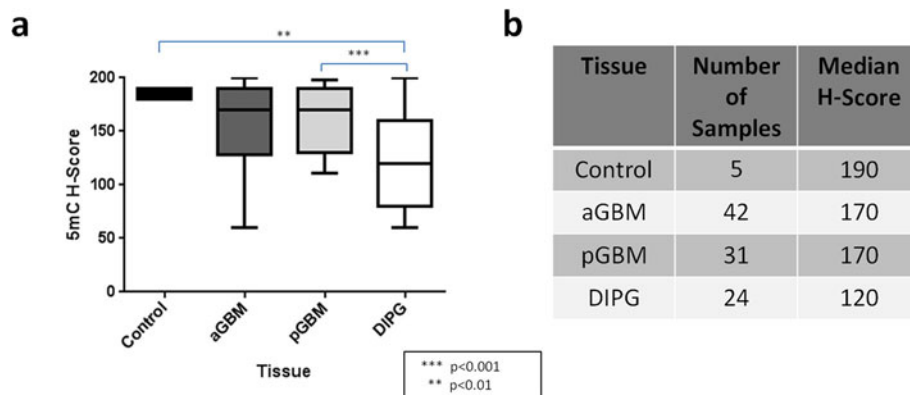 a
**
***
200
150
100
50
0
5mC H-Score
Control
aGBM
pGBM
DIPG
Tissue
*** p<0.001
** p<0.01
b
Tissue Number of Samples Median H-Score
Control 5 190
aGBM 42 170
pGBM 31 170
DIPG 24 120